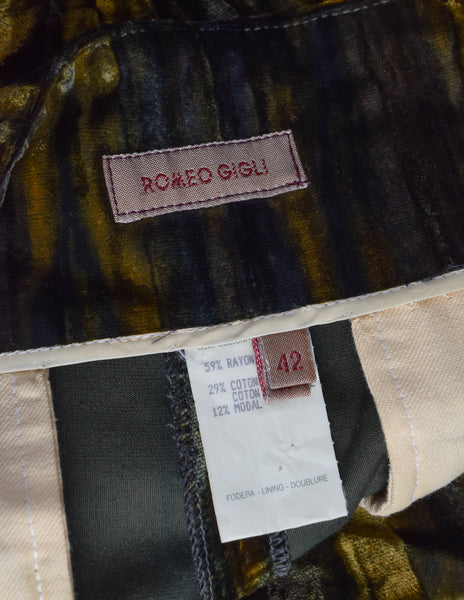 ROMEO GIGLI
42
59% RAYON
29% COTON
COTON
12% MODAL
FODERA - LINING - DOUBLURE